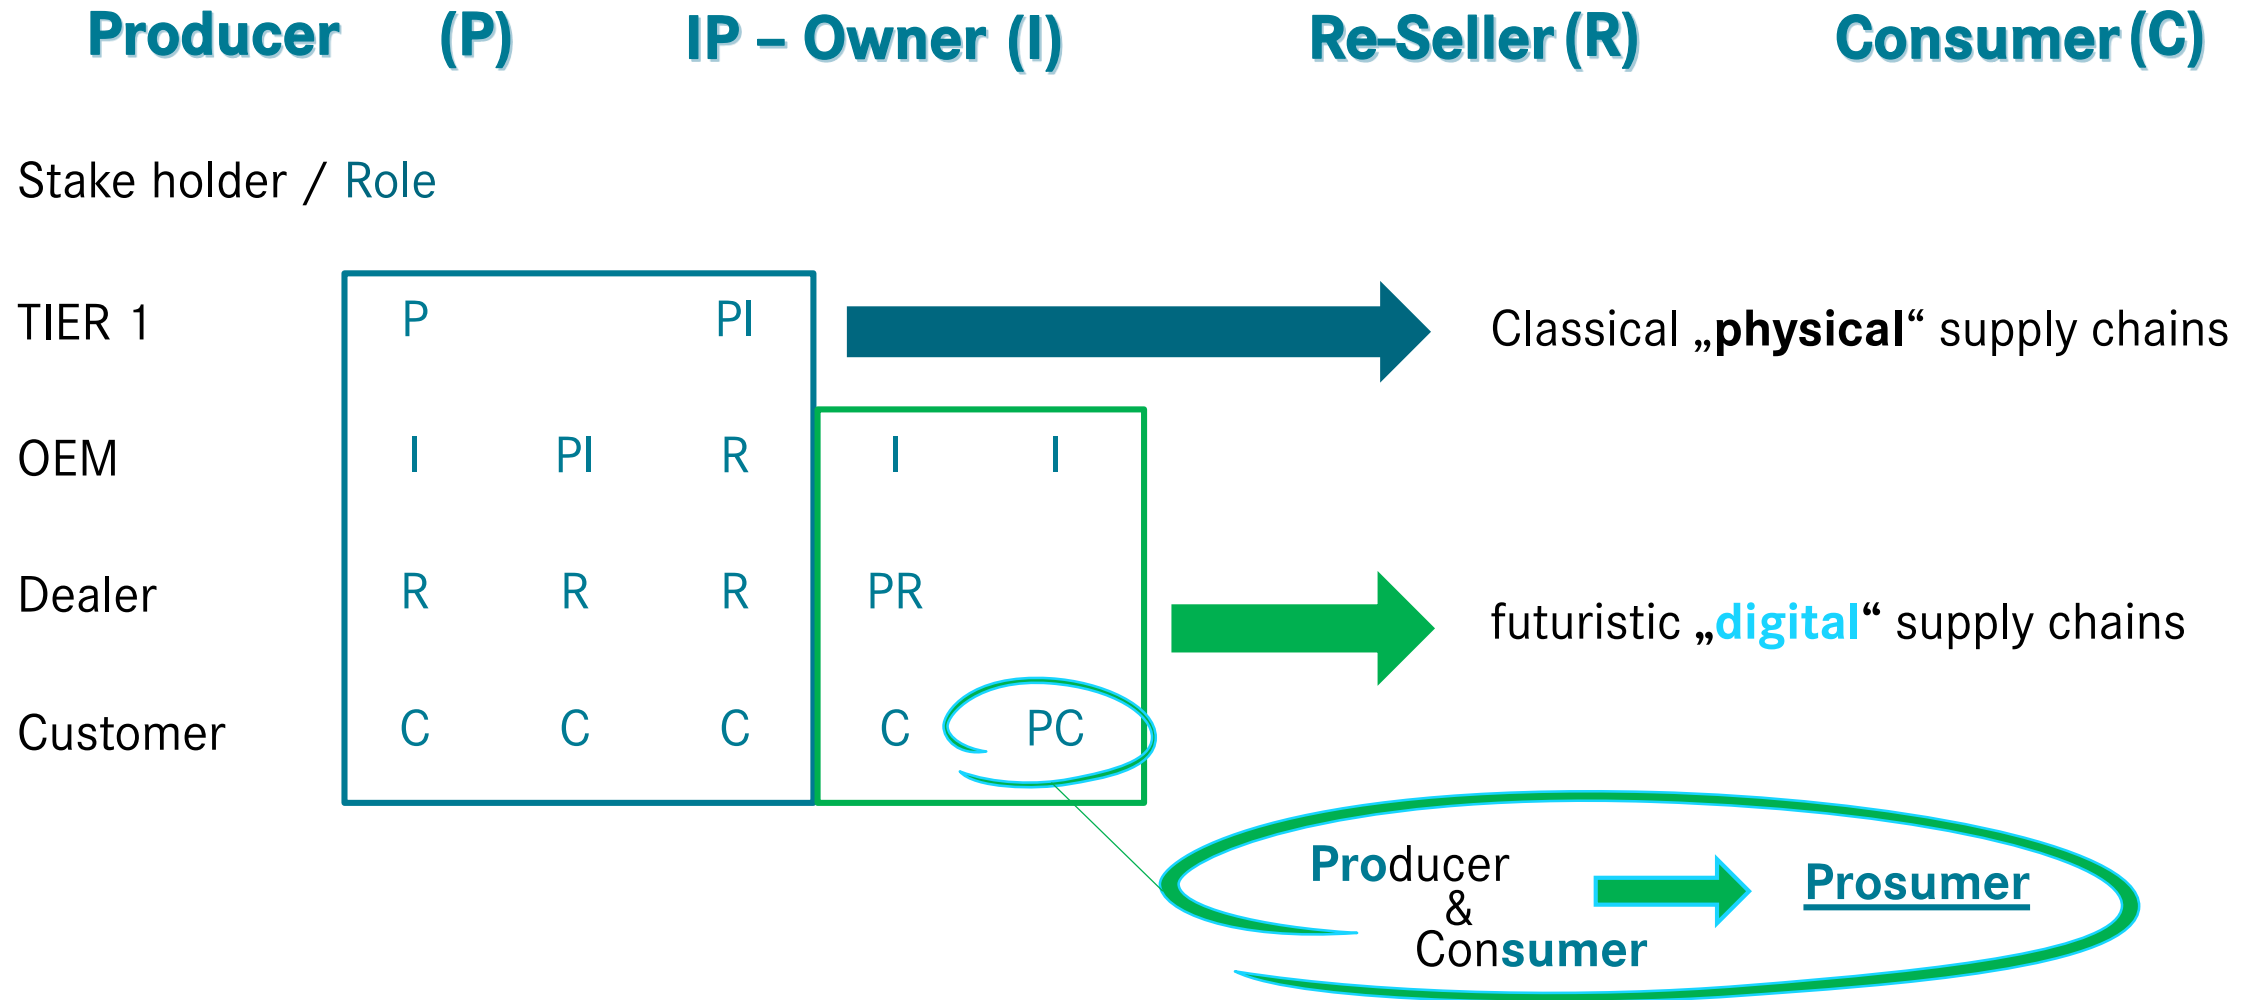 Producer (P) IP – Owner (I) Re-Seller (R) Consumer (C)
Stake holder / Role
TIER 1 P PI Classical „physical“ supply chains
OEM I PI R I I
Dealer R R R PR futuristic „digital“ supply chains
Customer C C C C PC
Producer
&
Consumer
Prosumer